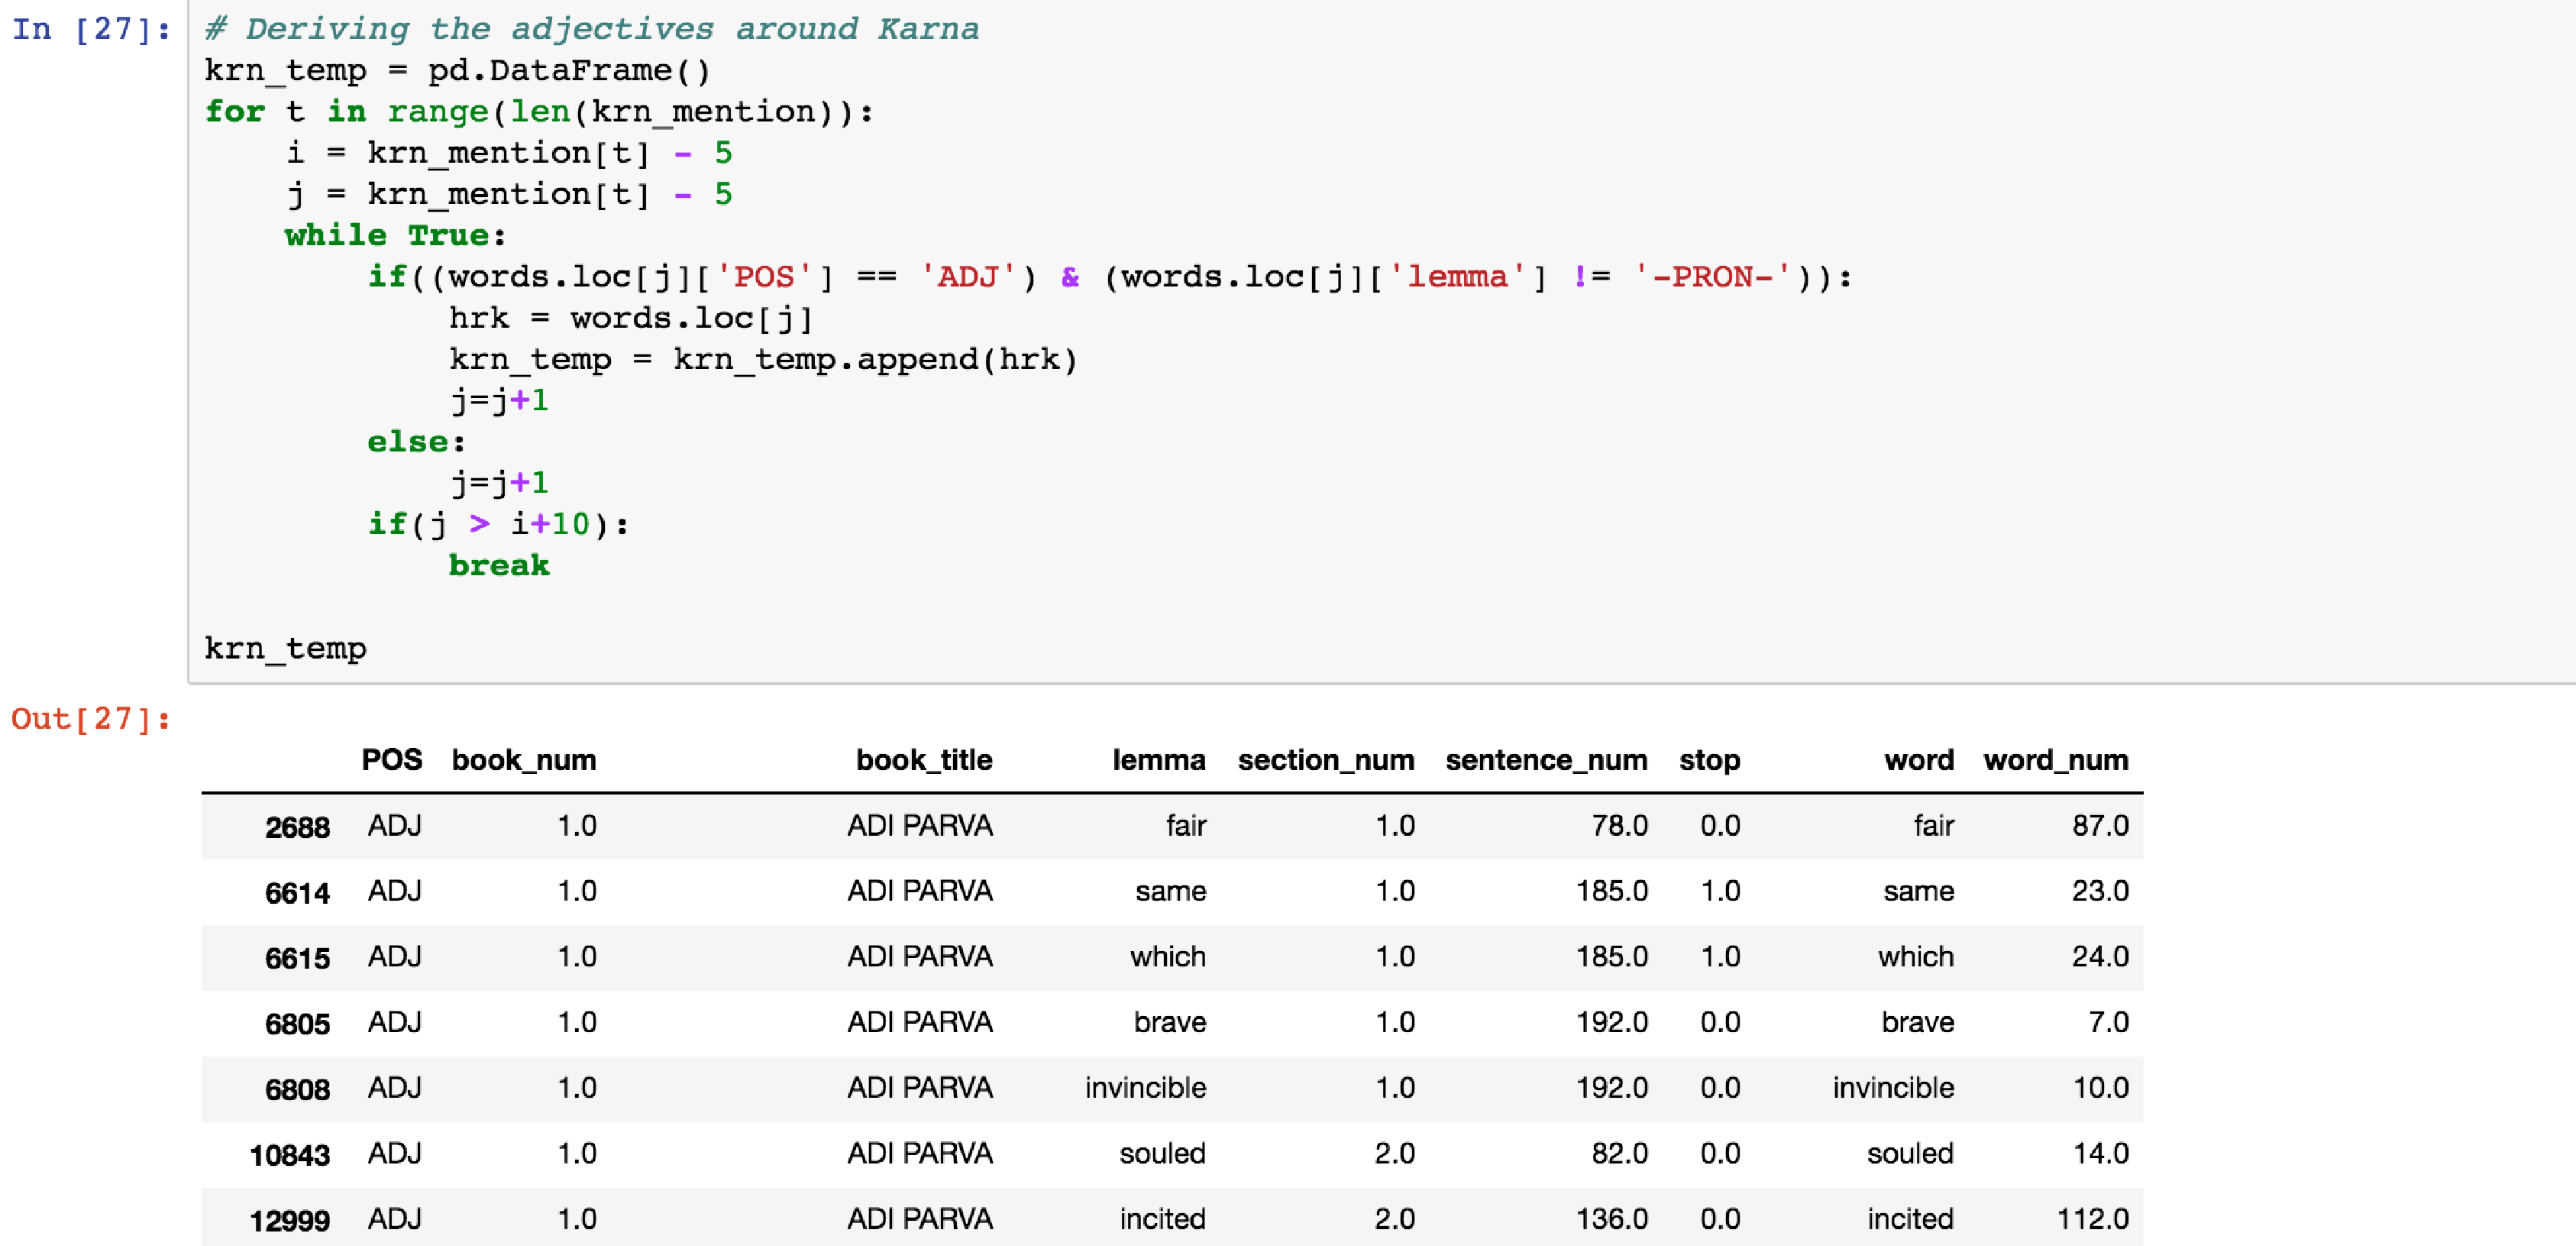 In [27]: # Deriving the adjectives around Karna
krn_temp = pd.DataFrame()
for t in range(len(krn_mention)):
    i = krn_mention[t] - 5
    j = krn_mention[t] - 5
    while True:
        if((words.loc[j]['POS'] == 'ADJ') & (words.loc[j]['lemma'] != '-PRON-')):
            hrk = words.loc[j]
            krn_temp = krn_temp.append(hrk)
            j=j+1
        else:
            j=j+1
        if(j > i+10):
            break
krn_temp
Out[27]:
POS book_num book_title lemma section_num sentence_num stop word word_num
2688 ADJ 1.0 ADI PARVA fair 1.0 78.0 0.0 fair 87.0
6614 ADJ 1.0 ADI PARVA same 1.0 185.0 1.0 same 23.0
6615 ADJ 1.0 ADI PARVA which 1.0 185.0 1.0 which 24.0
6805 ADJ 1.0 ADI PARVA brave 1.0 192.0 0.0 brave 7.0
6808 ADJ 1.0 ADI PARVA invincible 1.0 192.0 0.0 invincible 10.0
10843 ADJ 1.0 ADI PARVA souled 2.0 82.0 0.0 souled 14.0
12999 ADJ 1.0 ADI PARVA incited 2.0 136.0 0.0 incited 112.0